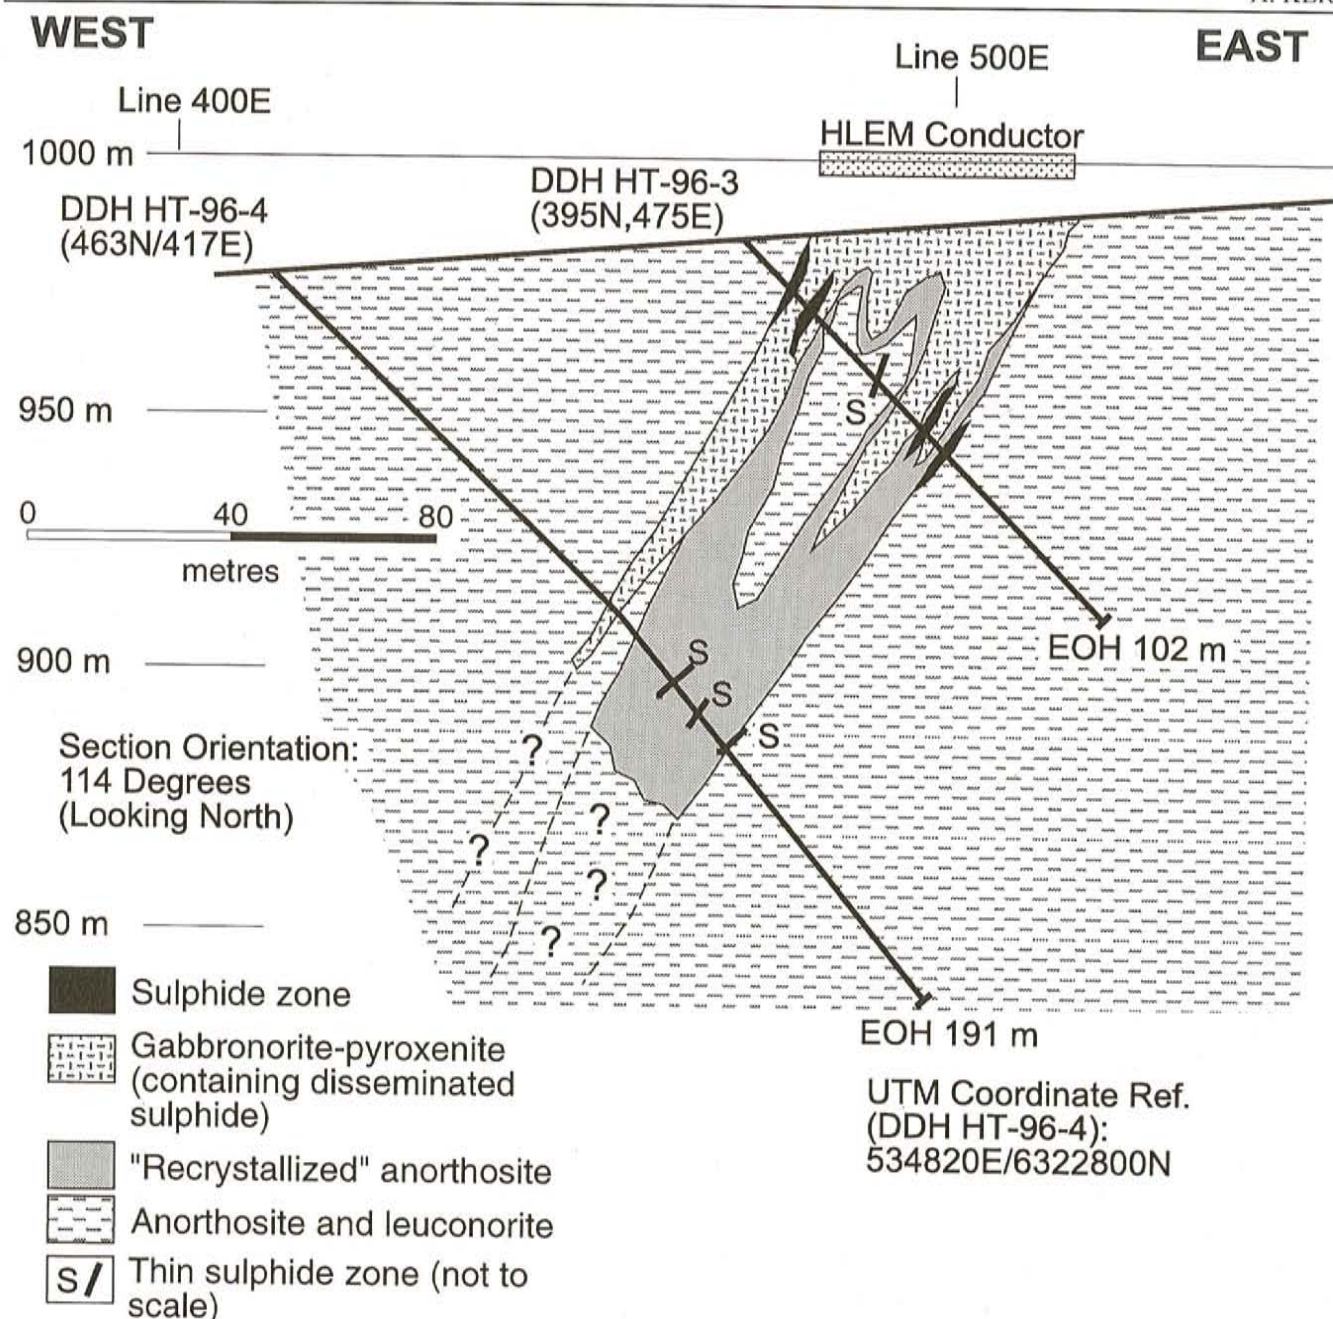 WEST
EAST
Line 500E
Line 400E
HLEM Conductor
1000 m
DDH HT-96-3
(395N,475E)
DDH HT-96-4
(463N/417E)
950 m
S
0 40 80
metres
EOH 102 m
900 m
S
S
S
Section Orientation:
114 Degrees
(Looking North)
?
?
?
?
?
850 m
Sulphide zone
EOH 191 m
Gabbronorite-pyroxenite
(containing disseminated
sulphide)
UTM Coordinate Ref.
(DDH HT-96-4):
534820E/6322800N
"Recrystallized" anorthosite
Anorthosite and leuconorite
S/ Thin sulphide zone (not to
scale)